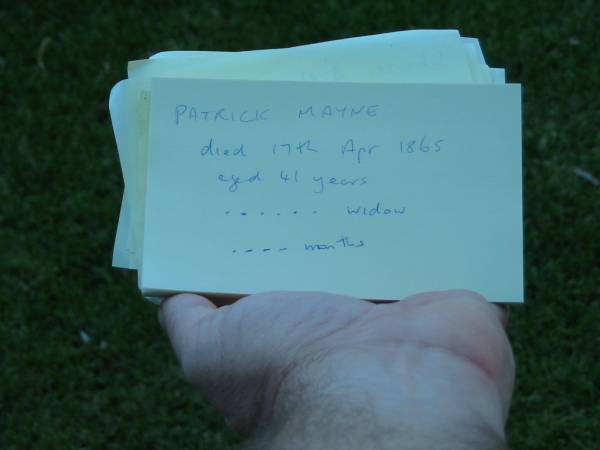 PATRICK MAYNE
died 17th Apr 1865
aged 41 years
...... widow
.... months